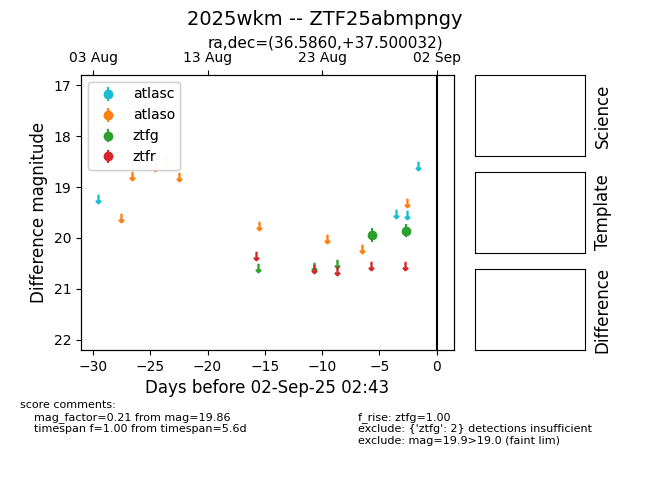 2025wkm -- ZTF25abmpngy
ra,dec=(36.5860,+37.500032)
03 Aug 13 Aug 23 Aug 02 Sep
atlasc
atlaso
ztfg
ztfr
17
18
19
20
21
22
Difference magnitude
−30 −25 −20 −15 −10 −5 0
Days before 02-Sep-25 02:43
Science
Template
Difference
score comments:
mag_factor=0.21 from mag=19.86
timespan f=1.00 from timespan=5.6d
f_rise: ztfg=1.00
exclude: {'ztfg': 2} detections insufficient
exclude: mag=19.9>19.0 (faint lim)